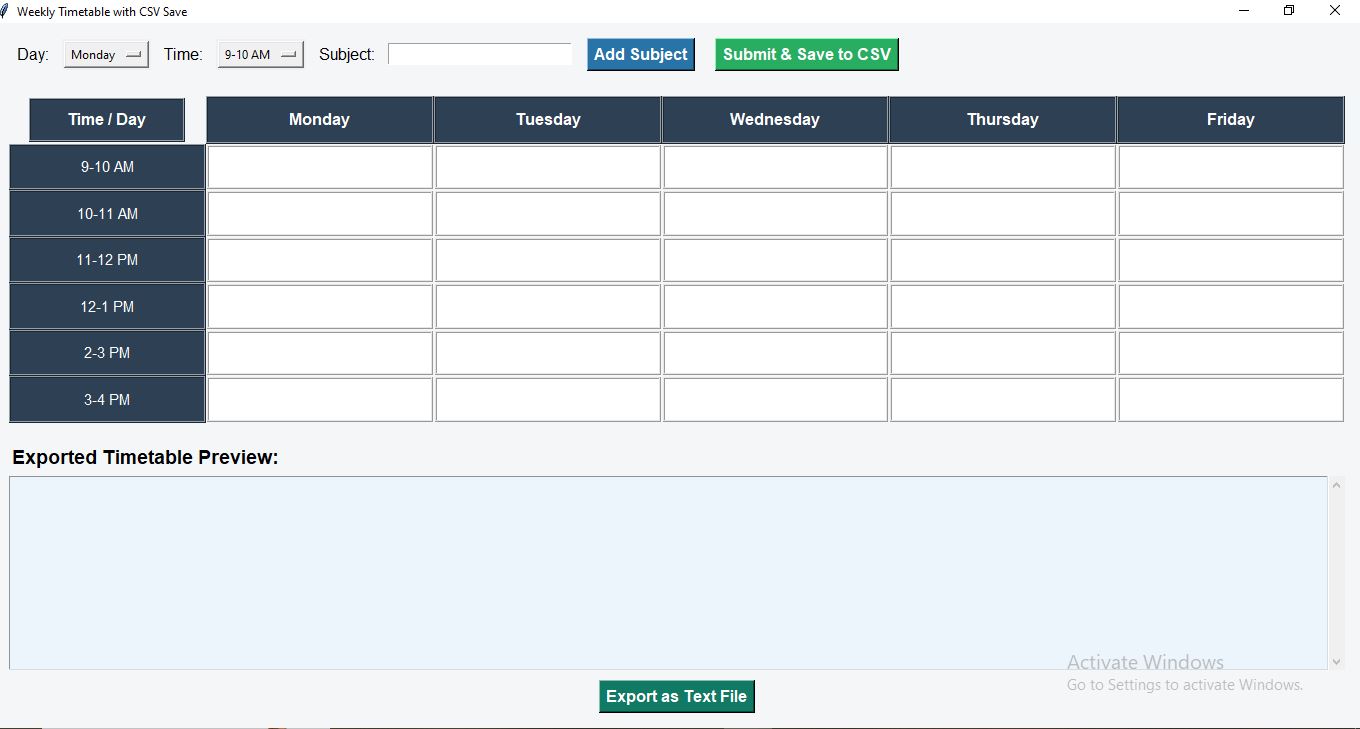 Weekly Timetable with CSV Save
Day: Monday Time: 9-10 AM Subject: Add Subject Submit & Save to CSV
Time / Day Monday Tuesday Wednesday Thursday Friday
9-10 AM
10-11 AM
11-12 PM
12-1 PM
2-3 PM
3-4 PM
Exported Timetable Preview:
Activate Windows
Go to Settings to activate Windows.
Export as Text File